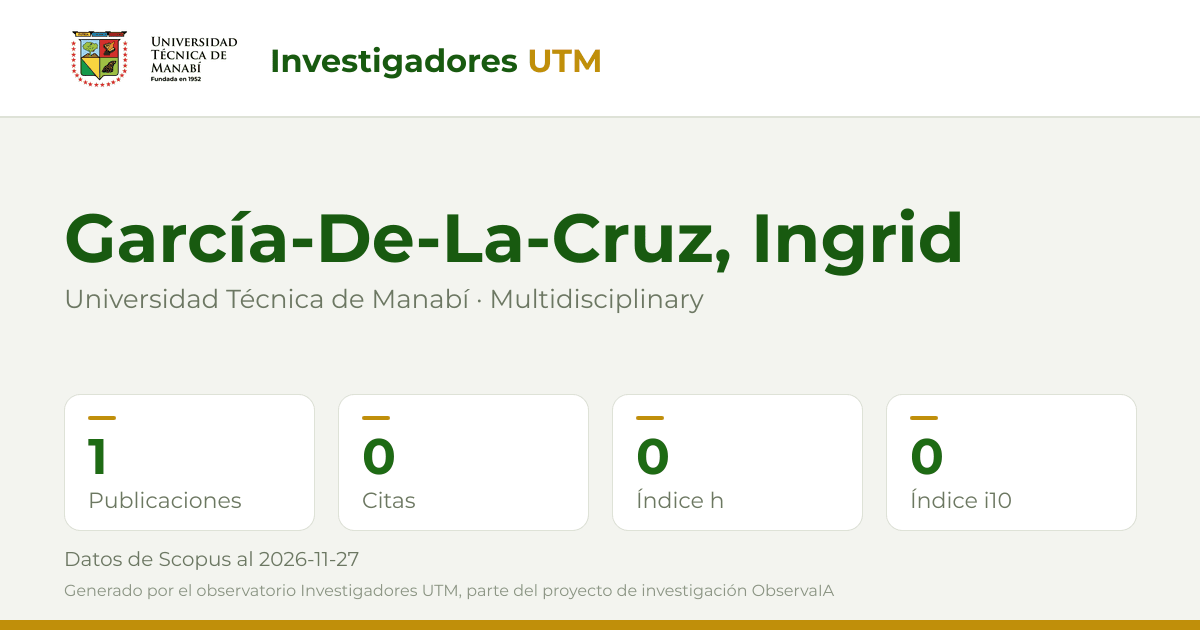 UNIVERSIDAD
TÉCNICA DE
MANABÍ
Fundada en 1952
Investigadores UTM
García-De-La-Cruz, Ingrid
Universidad Técnica de Manabí · Multidisciplinary
1
Publicaciones
0
Citas
0
Índice h
0
Índice i10
Datos de Scopus al 2026-11-27
Generado por el observatorio Investigadores UTM, parte del proyecto de investigación ObservaIA